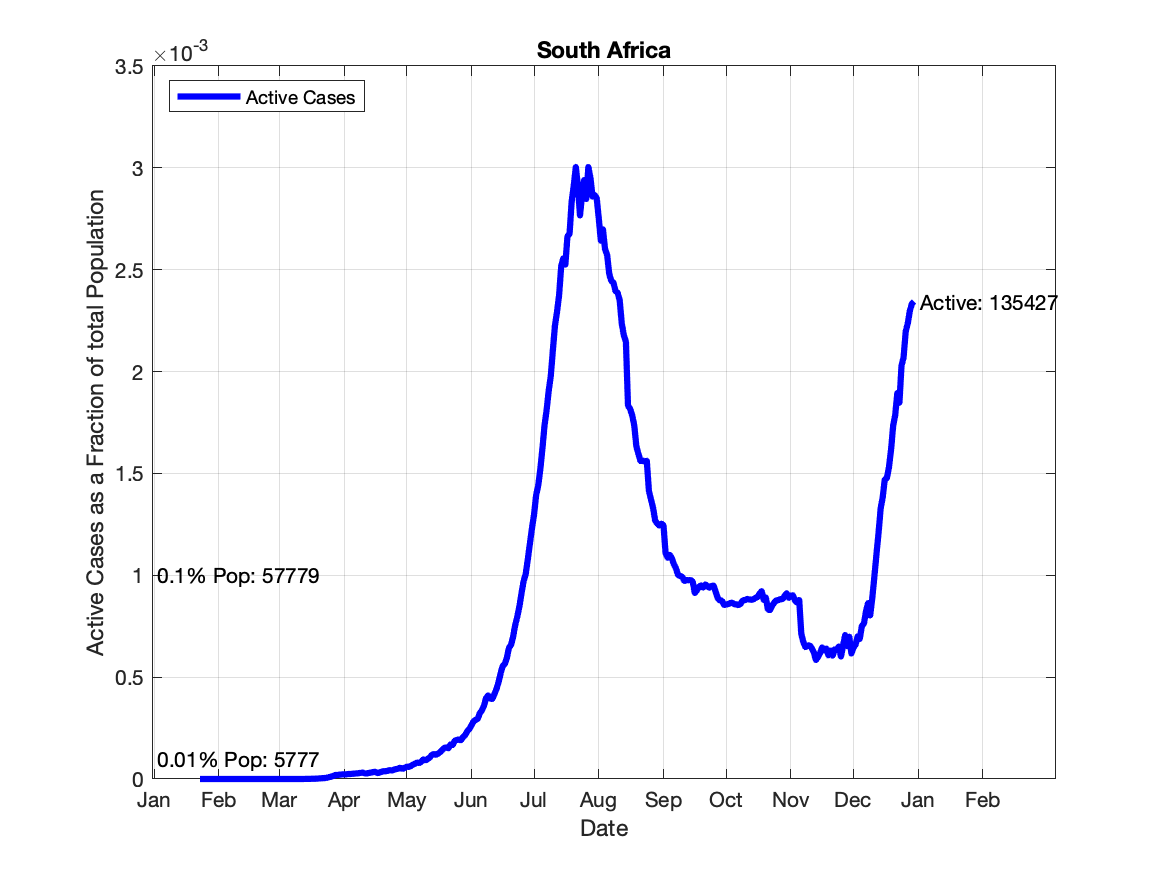 South Africa
×10-3
3.5
Active Cases
3
2.5
Active: 135427
2
1.5
1
0.1% Pop: 57779
0.5
0.01% Pop: 5777
0
Jan Feb Mar Apr May Jun Jul Aug Sep Oct Nov Dec Jan Feb
Date
Active Cases as a Fraction of total Population